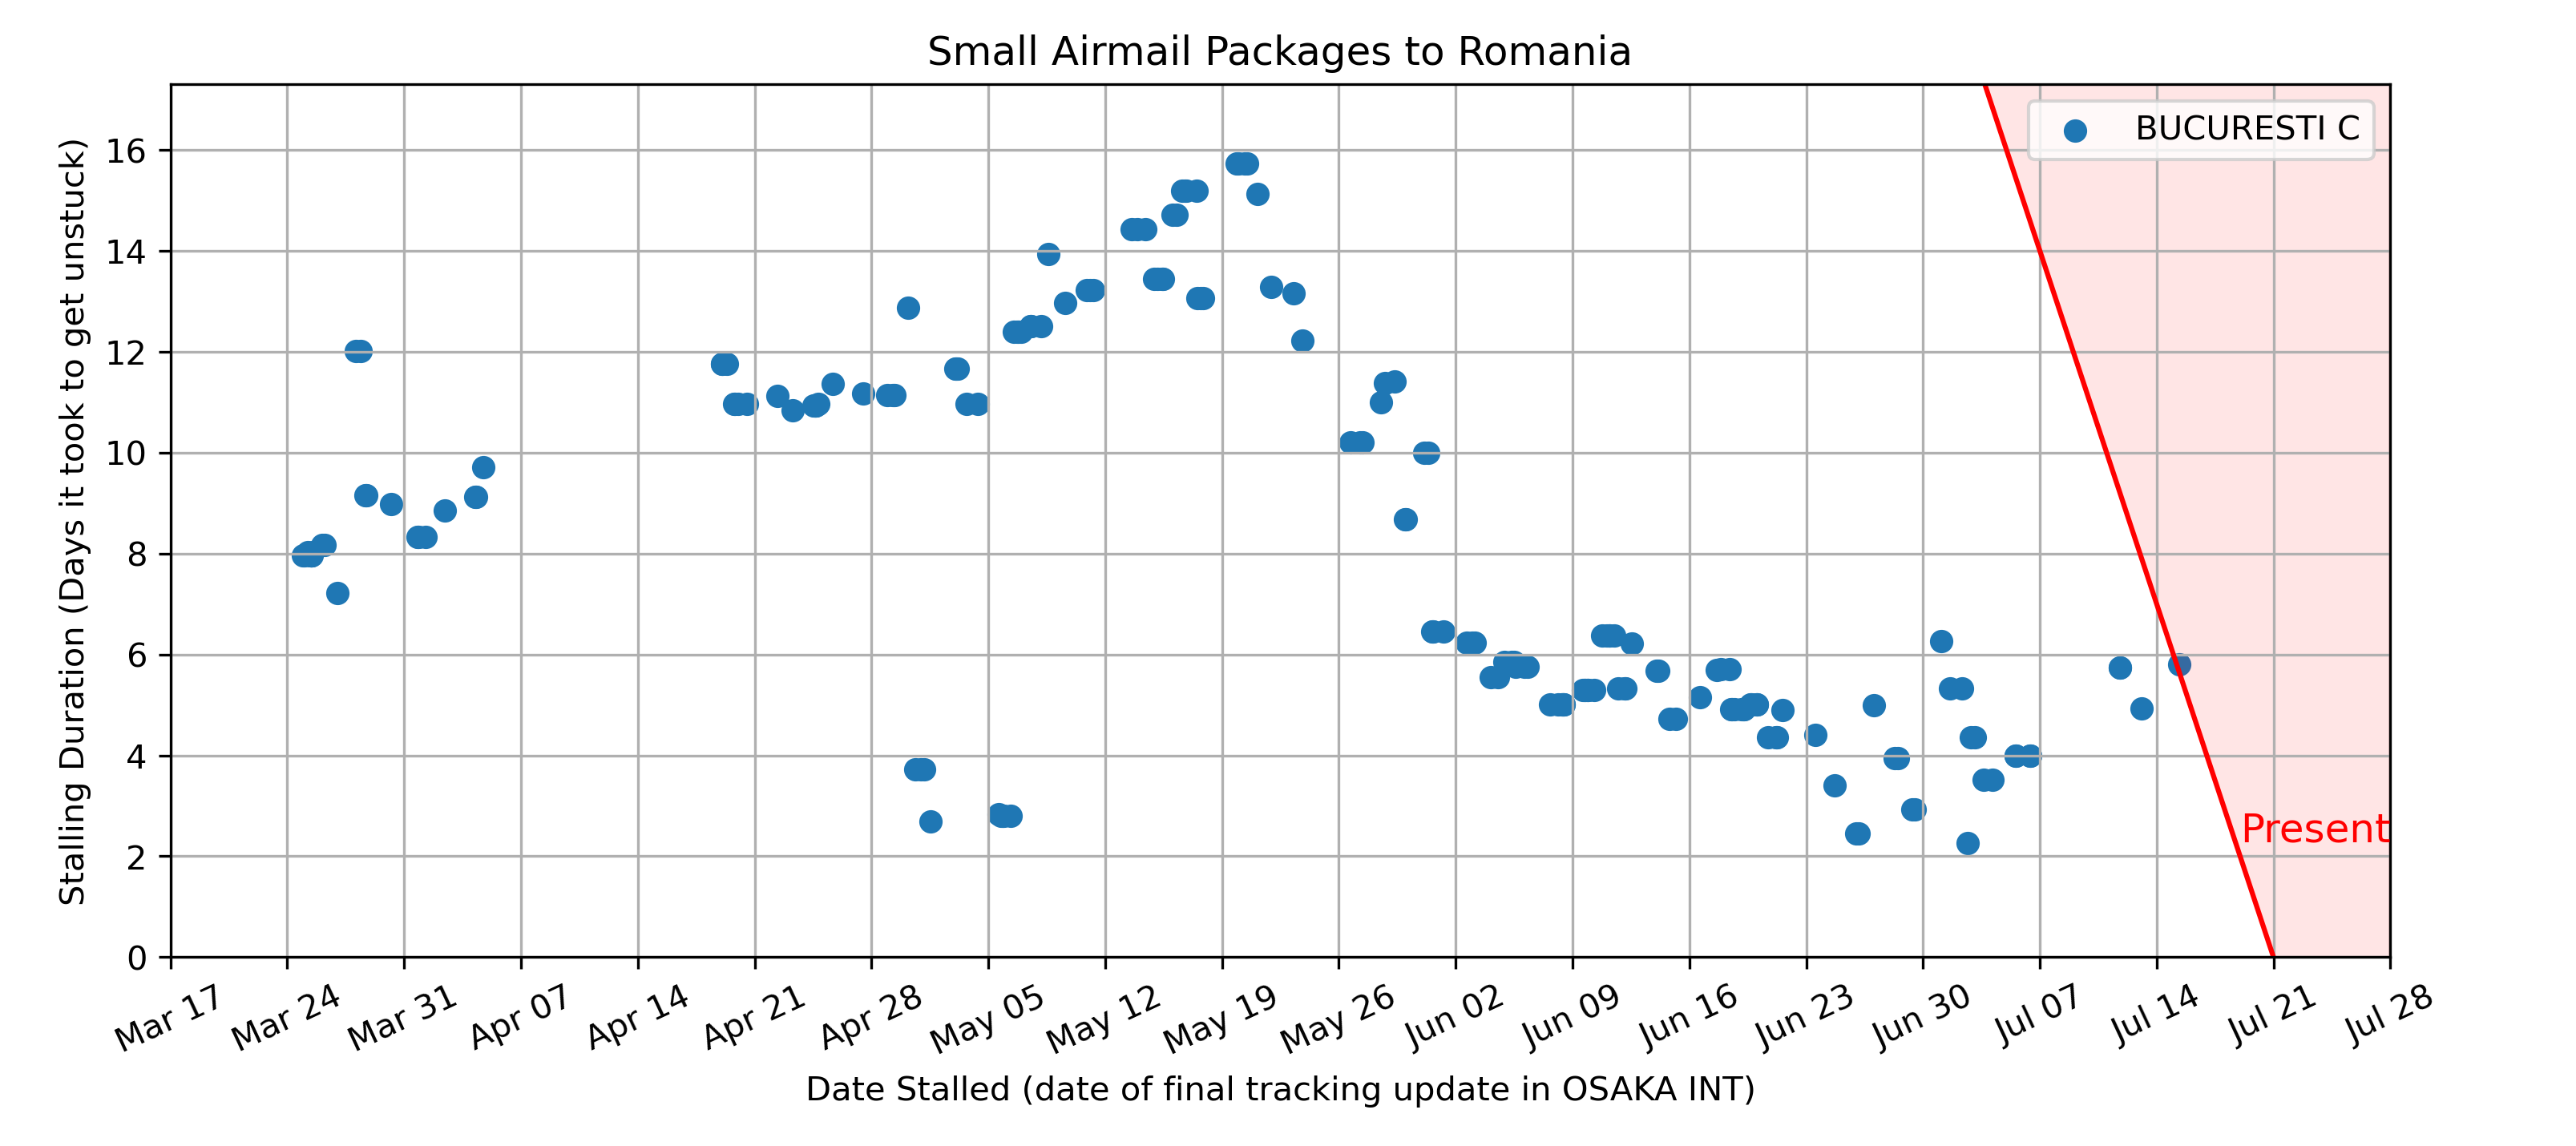 Small Airmail Packages to Romania
BUCURESTI C
Stalling Duration (Days it took to get unstuck)
16
14
12
10
8
6
4
2
0
Present
Mar 17 Mar 24 Mar 31 Apr 07 Apr 14 Apr 21 Apr 28 May 05 May 12 May 19 May 26 Jun 02 Jun 09 Jun 16 Jun 23 Jun 30 Jul 07 Jul 14 Jul 21 Jul 28
Date Stalled (date of final tracking update in OSAKA INT)